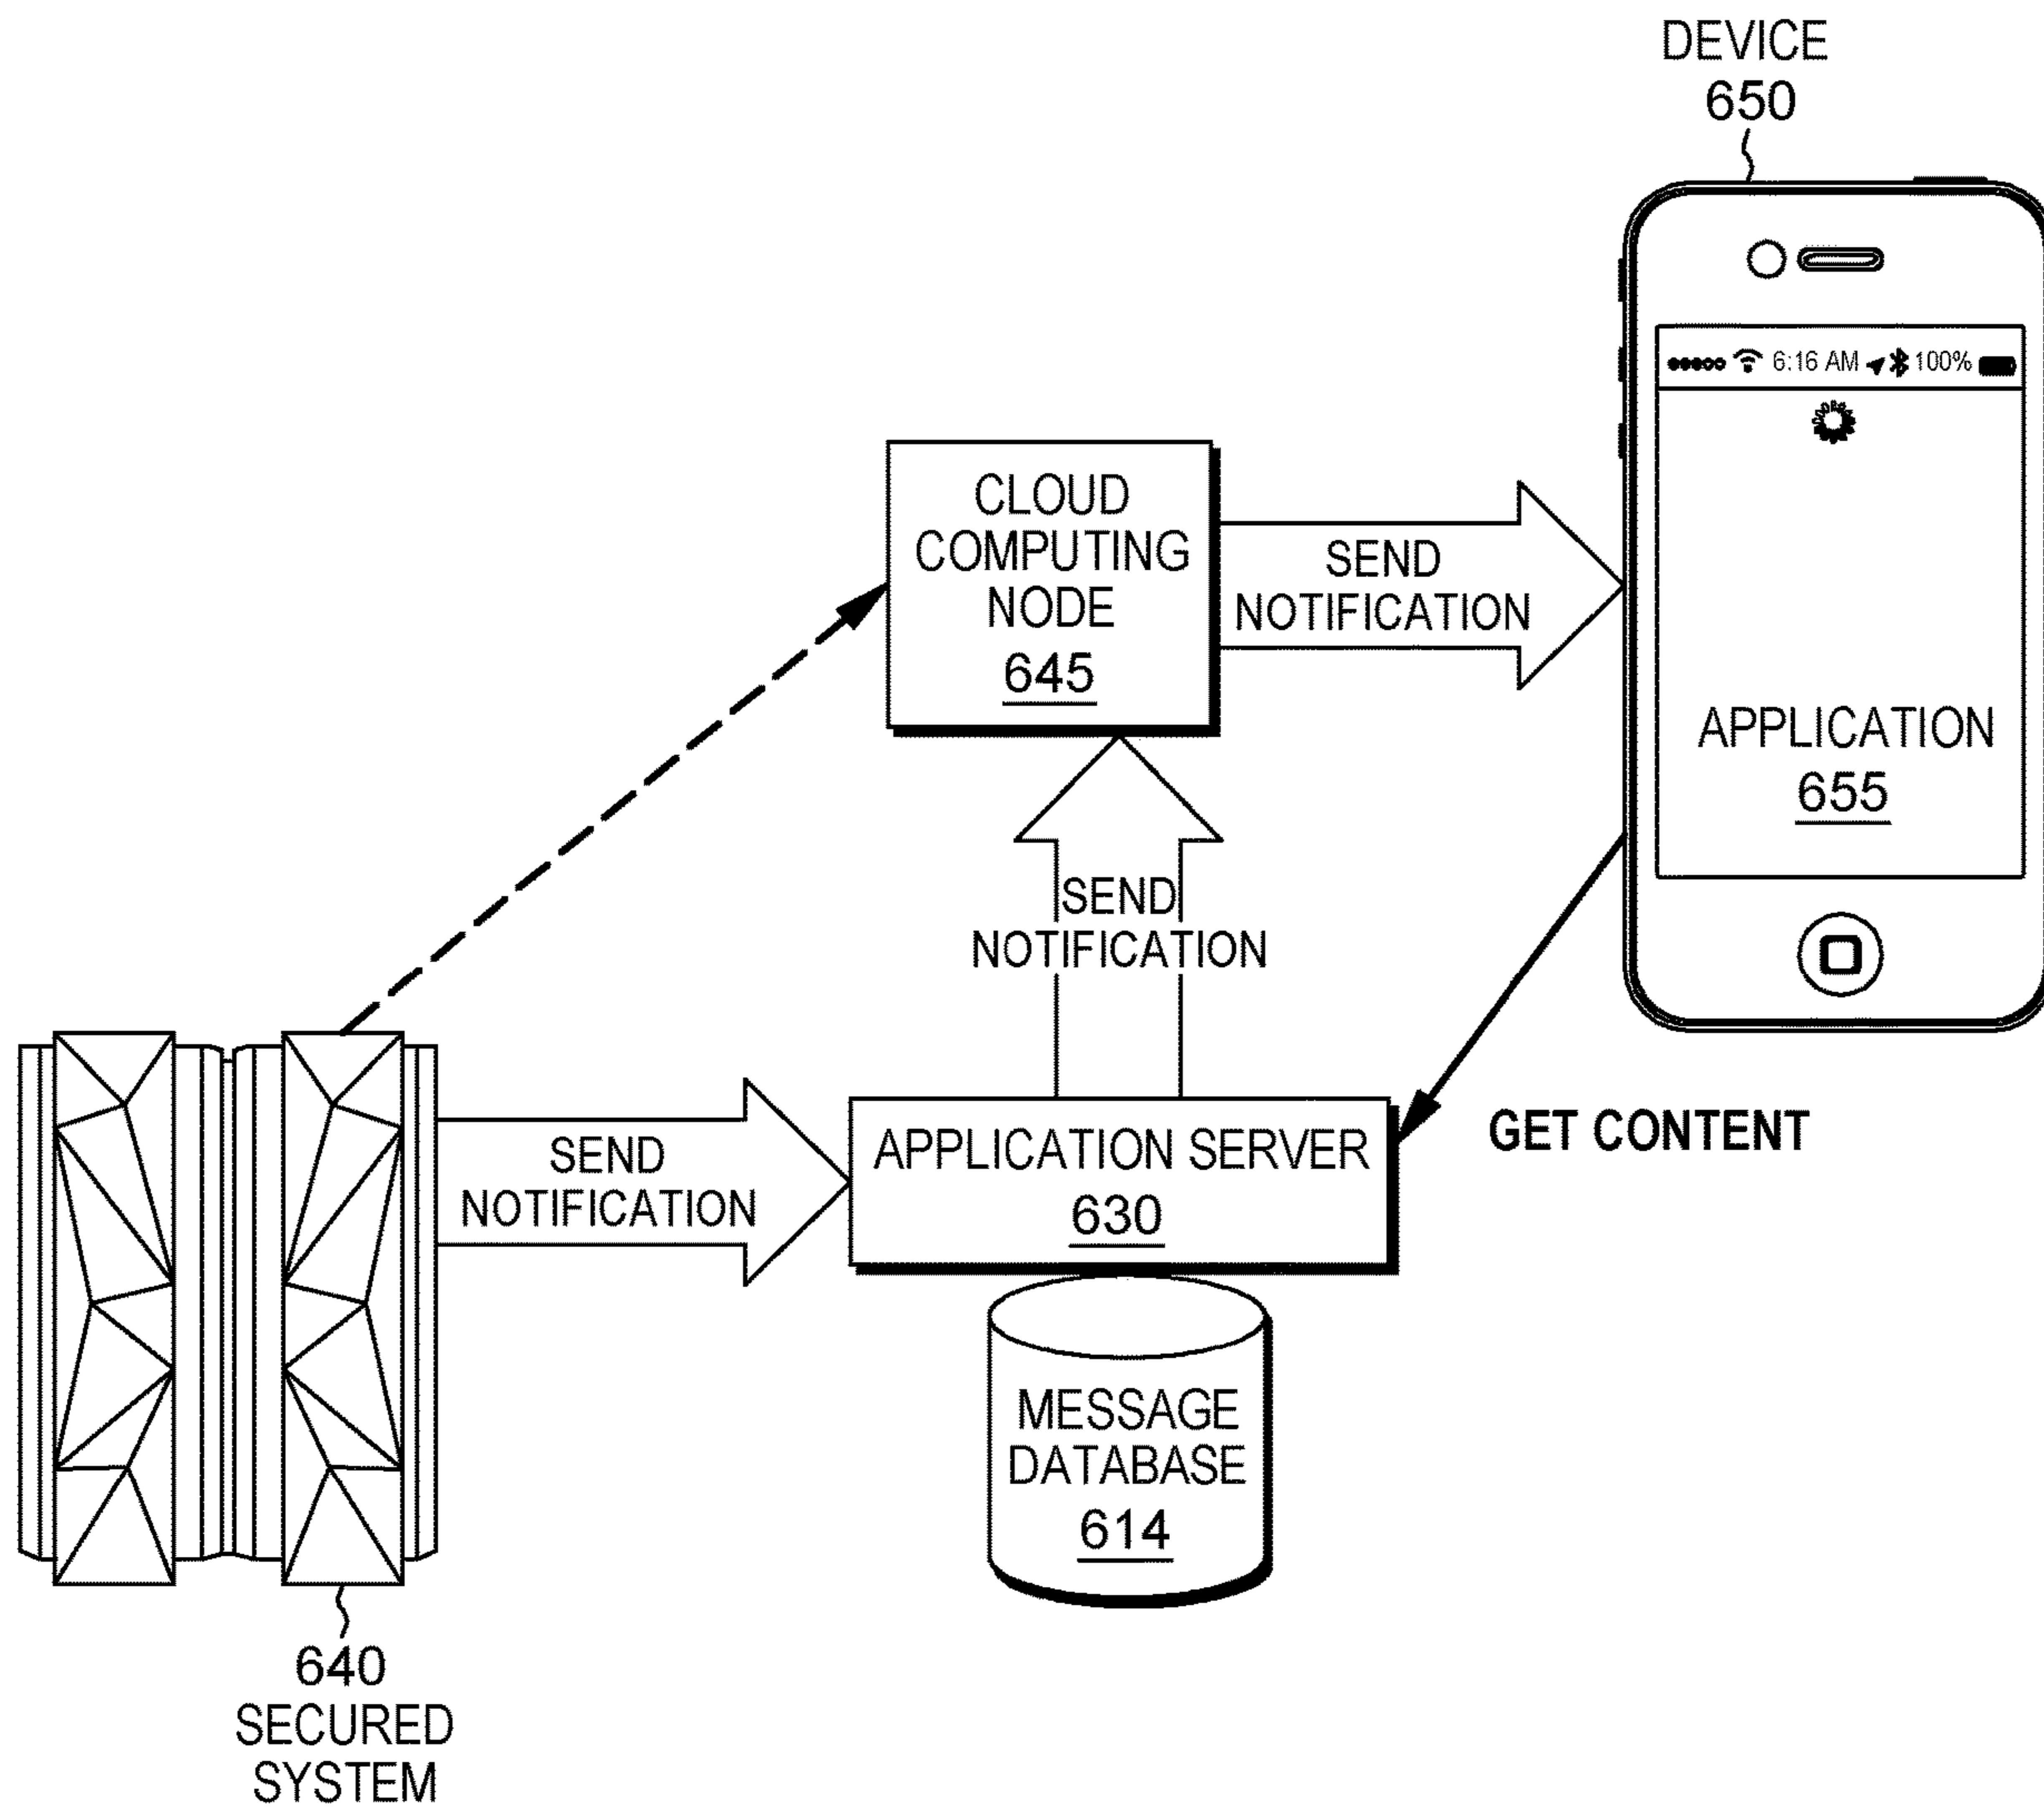 DEVICE
650
6:16 AM 100%
CLOUD
COMPUTING
NODE
645
SEND
NOTIFICATION
APPLICATION
655
SEND
NOTIFICATION
GET CONTENT
SEND
NOTIFICATION
APPLICATION SERVER
630
MESSAGE
DATABASE
614
640
SECURED
SYSTEM